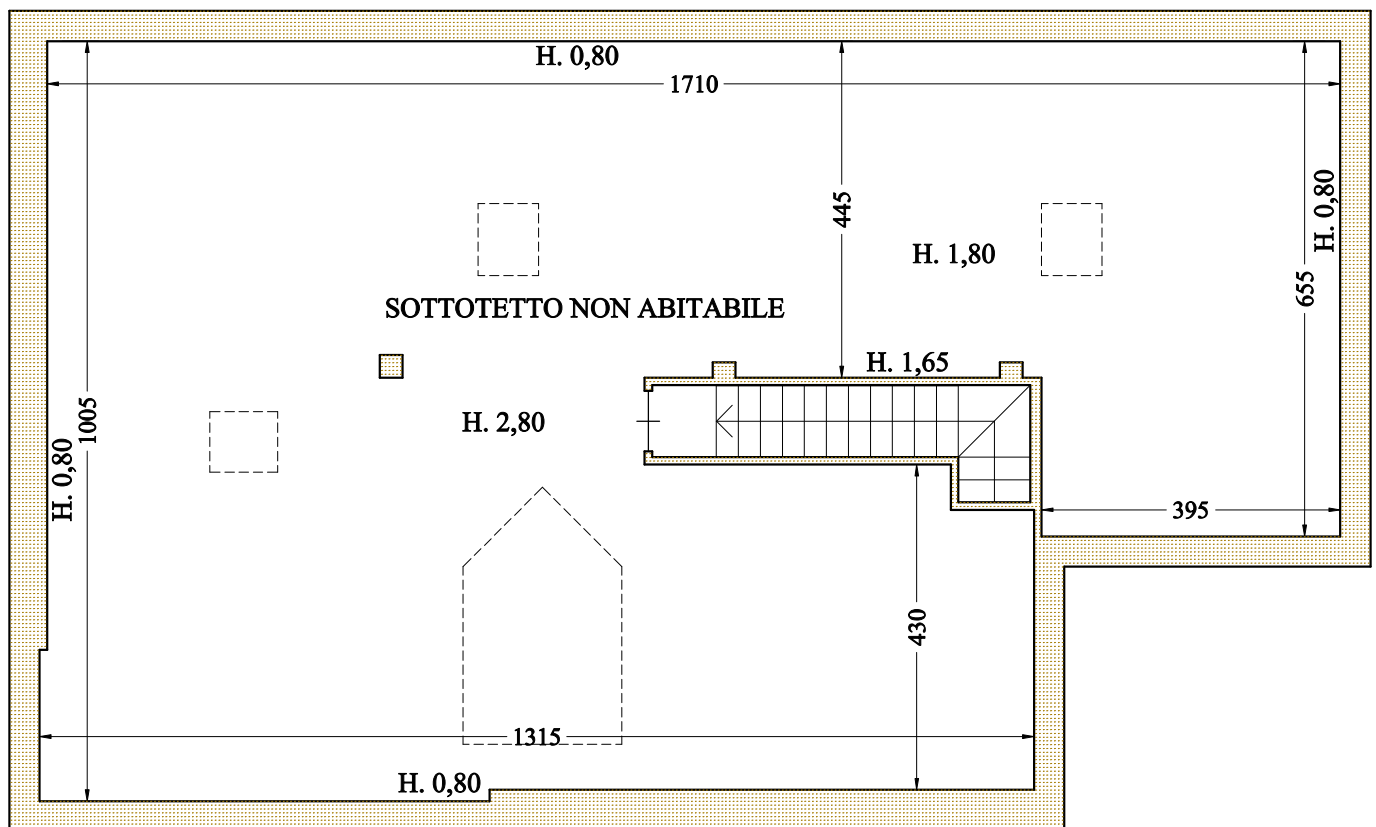 H. 0,80
1710
445
H. 0,80
H. 1,80
655
SOTTOTETTO NON ABITABILE
H. 1,65
1005
H. 2,80
H. 0,80
395
430
1315
H. 0,80